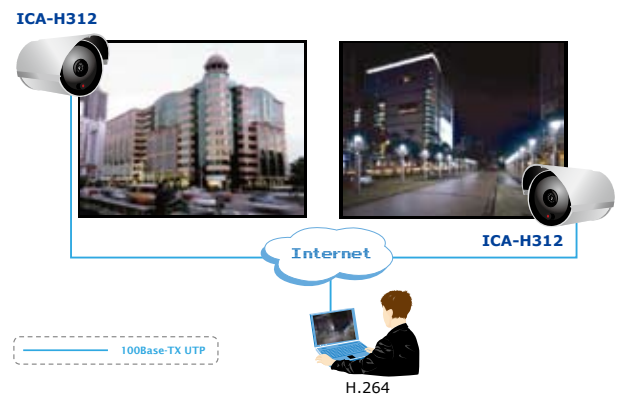 ICA-H312
ICA-H312
Internet
100Base-TX UTP
H.264